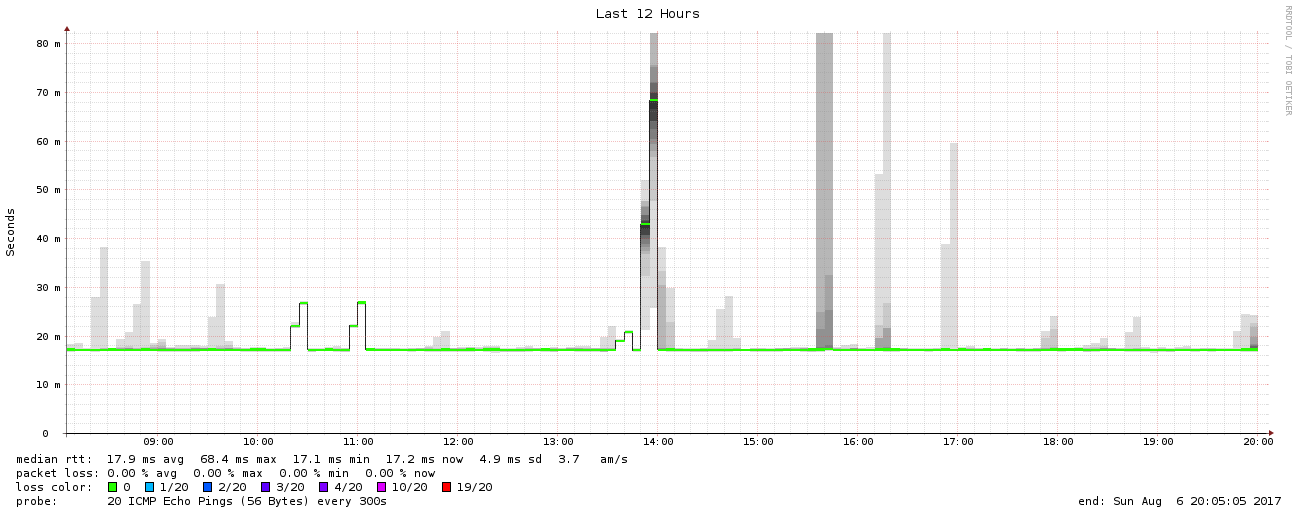 Last 12 Hours
RRDTOOL / TOBI OETIKER
Seconds
80 m
70 m
60 m
50 m
40 m
30 m
20 m
10 m
0
09:00 10:00 11:00 12:00 13:00 14:00 15:00 16:00 17:00 18:00 19:00 20:00
median rtt: 17.9 ms avg 68.4 ms max 17.1 ms min 17.2 ms now 4.9 ms sd 3.7 am/s
packet loss: 0.00 % avg 0.00 % max 0.00 % min 0.00 % now
loss color: 0 1/20 2/20 3/20 4/20 10/20 19/20
probe: 20 ICMP Echo Pings (56 Bytes) every 300s end: Sun Aug 6 20:05:05 2017